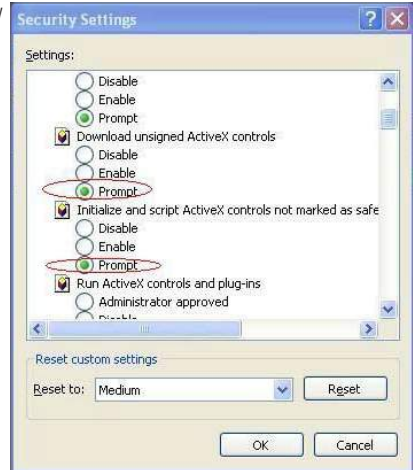 Security Settings
Settings:
Disable
Enable
Prompt
Download unsigned ActiveX controls
Disable
Enable
Prompt
Initialize and script ActiveX controls not marked as safe
Disable
Enable
Prompt
Run ActiveX controls and plug-ins
Administrator approved
Disable
Reset custom settings
Reset to: Medium Reset
OK Cancel